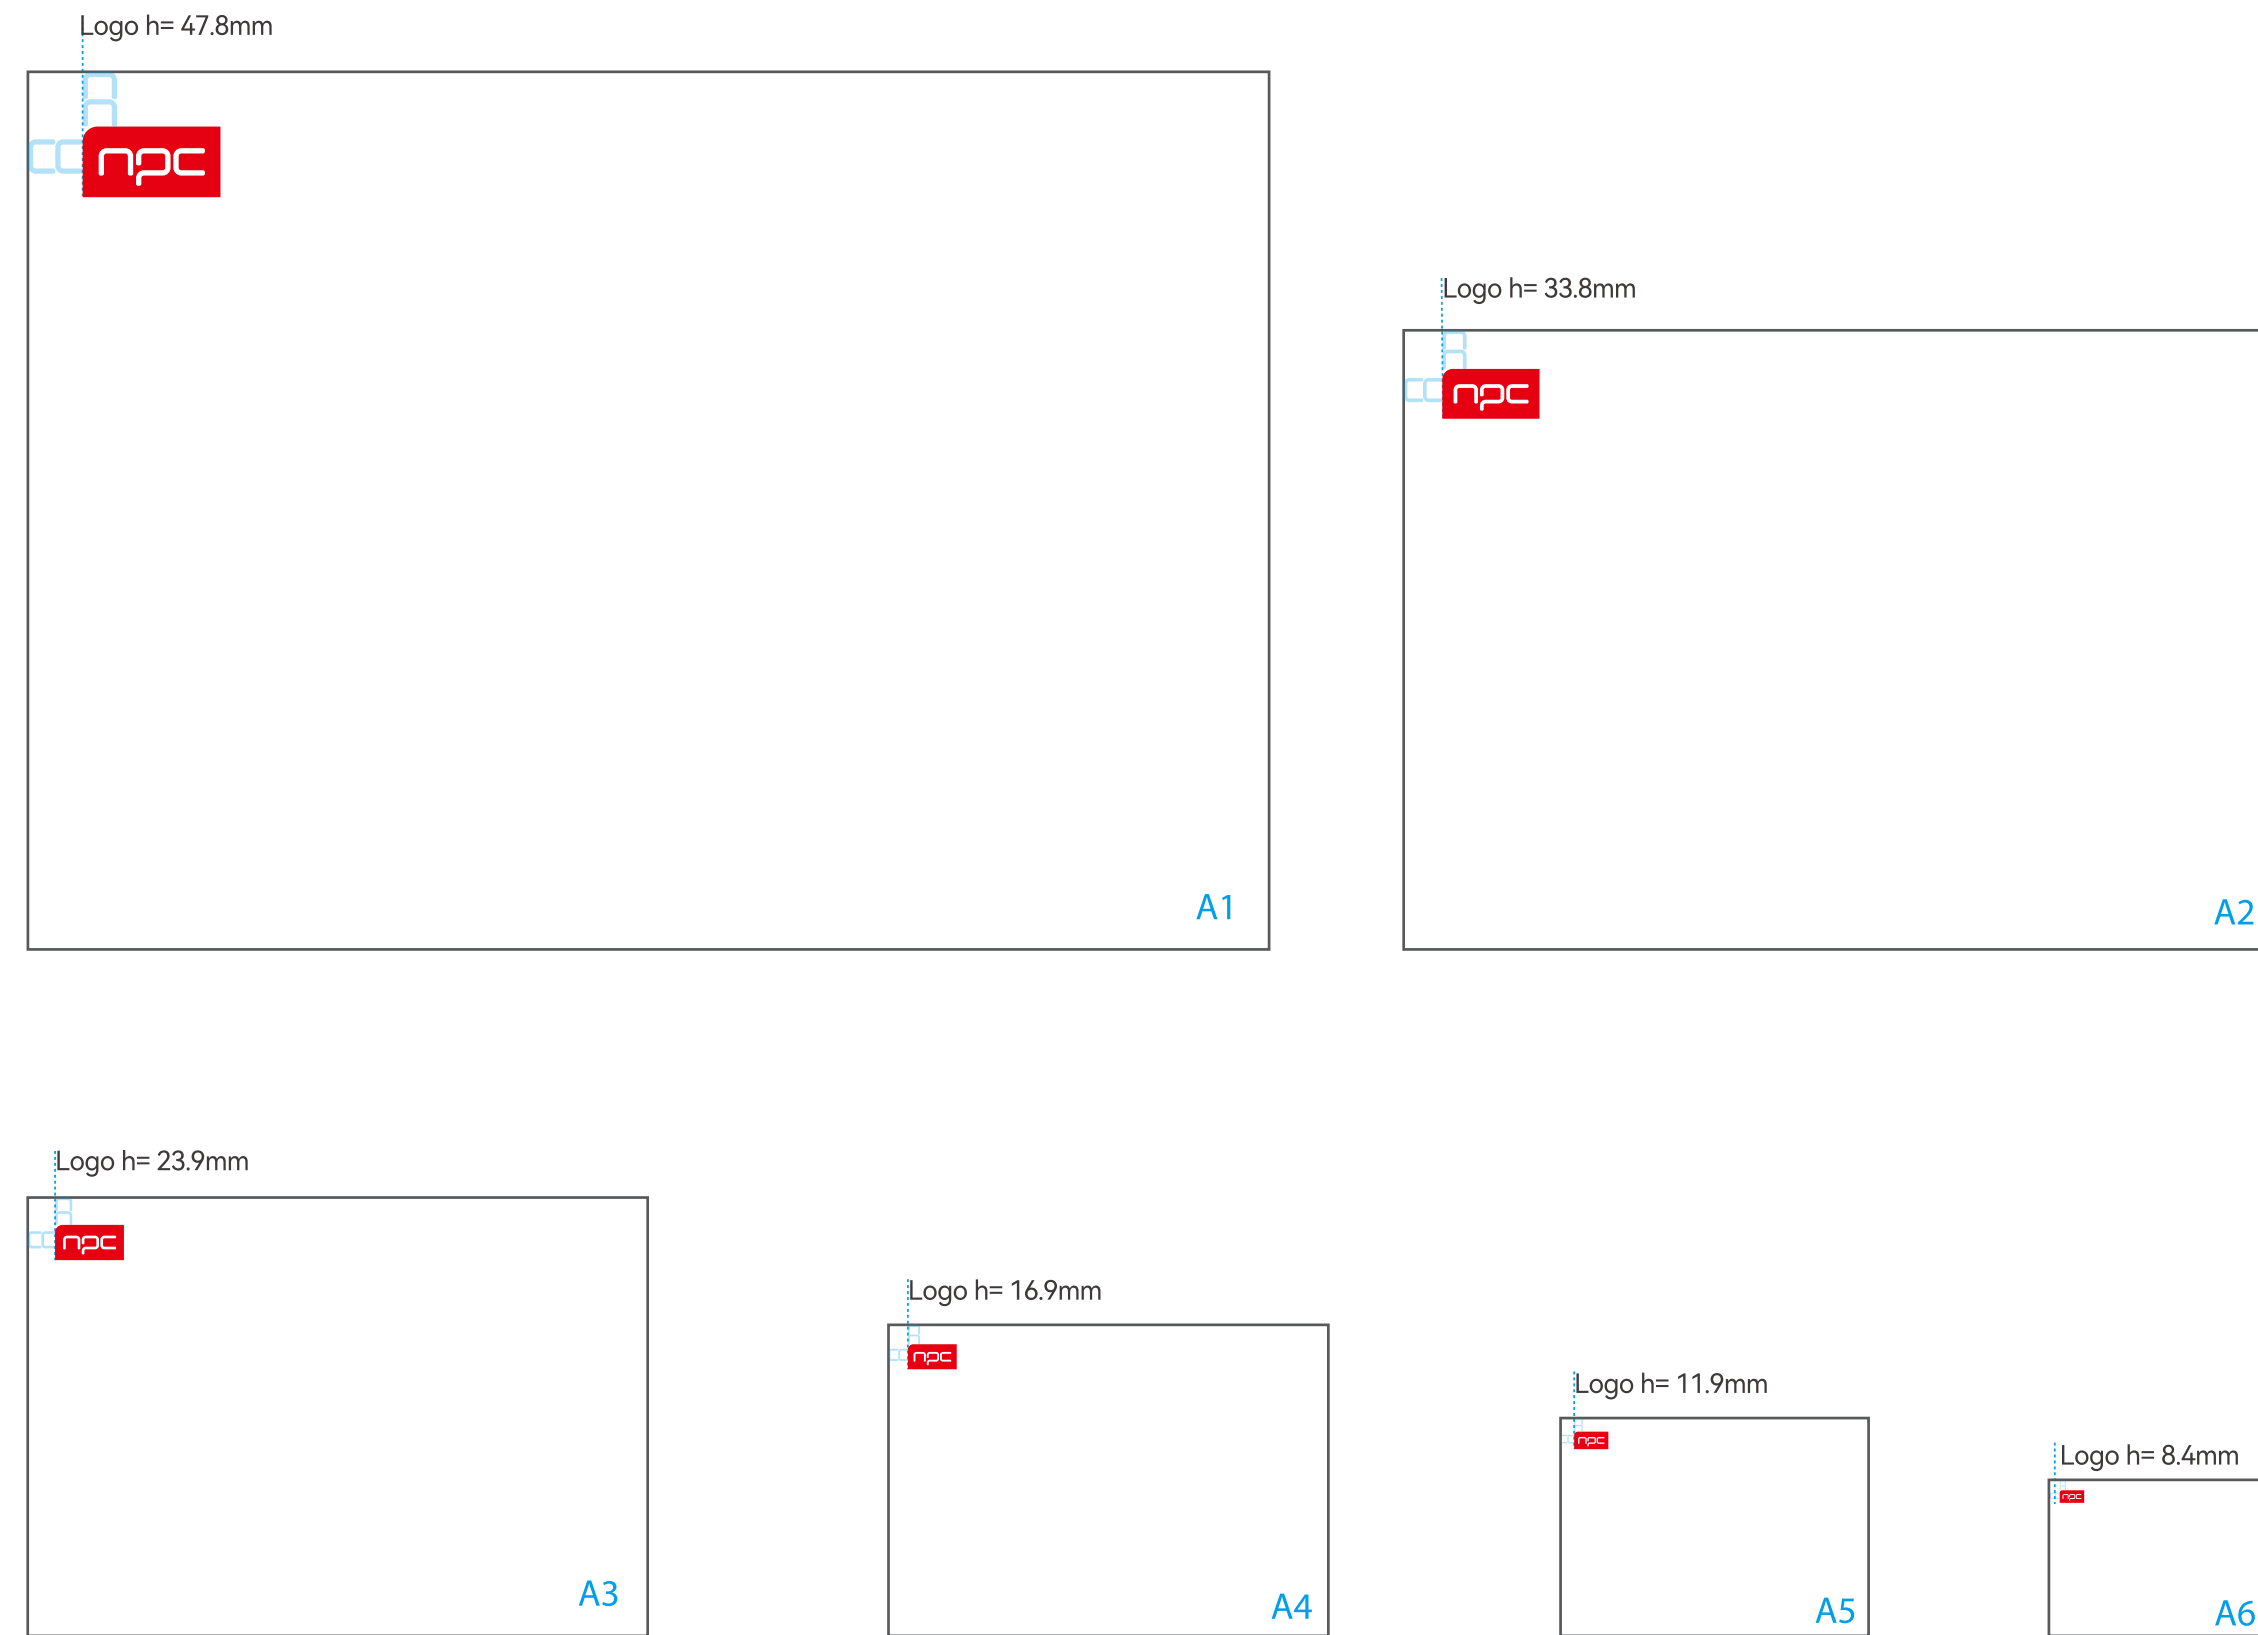 Logo h= 47.8mm
npc
A1
Logo h= 33.8mm
npc
A2
Logo h= 23.9mm
npc
A3
Logo h= 16.9mm
npc
A4
Logo h= 11.9mm
npc
A5
Logo h= 8.4mm
npc
A6